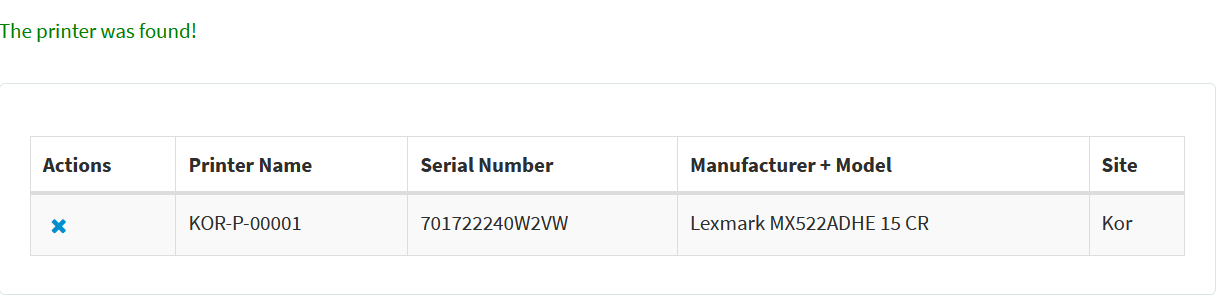 The printer was found!
Actions Printer Name Serial Number Manufacturer + Model Site
KOR-P-00001 701722240W2VW Lexmark MX522ADHE 15 CR Kor